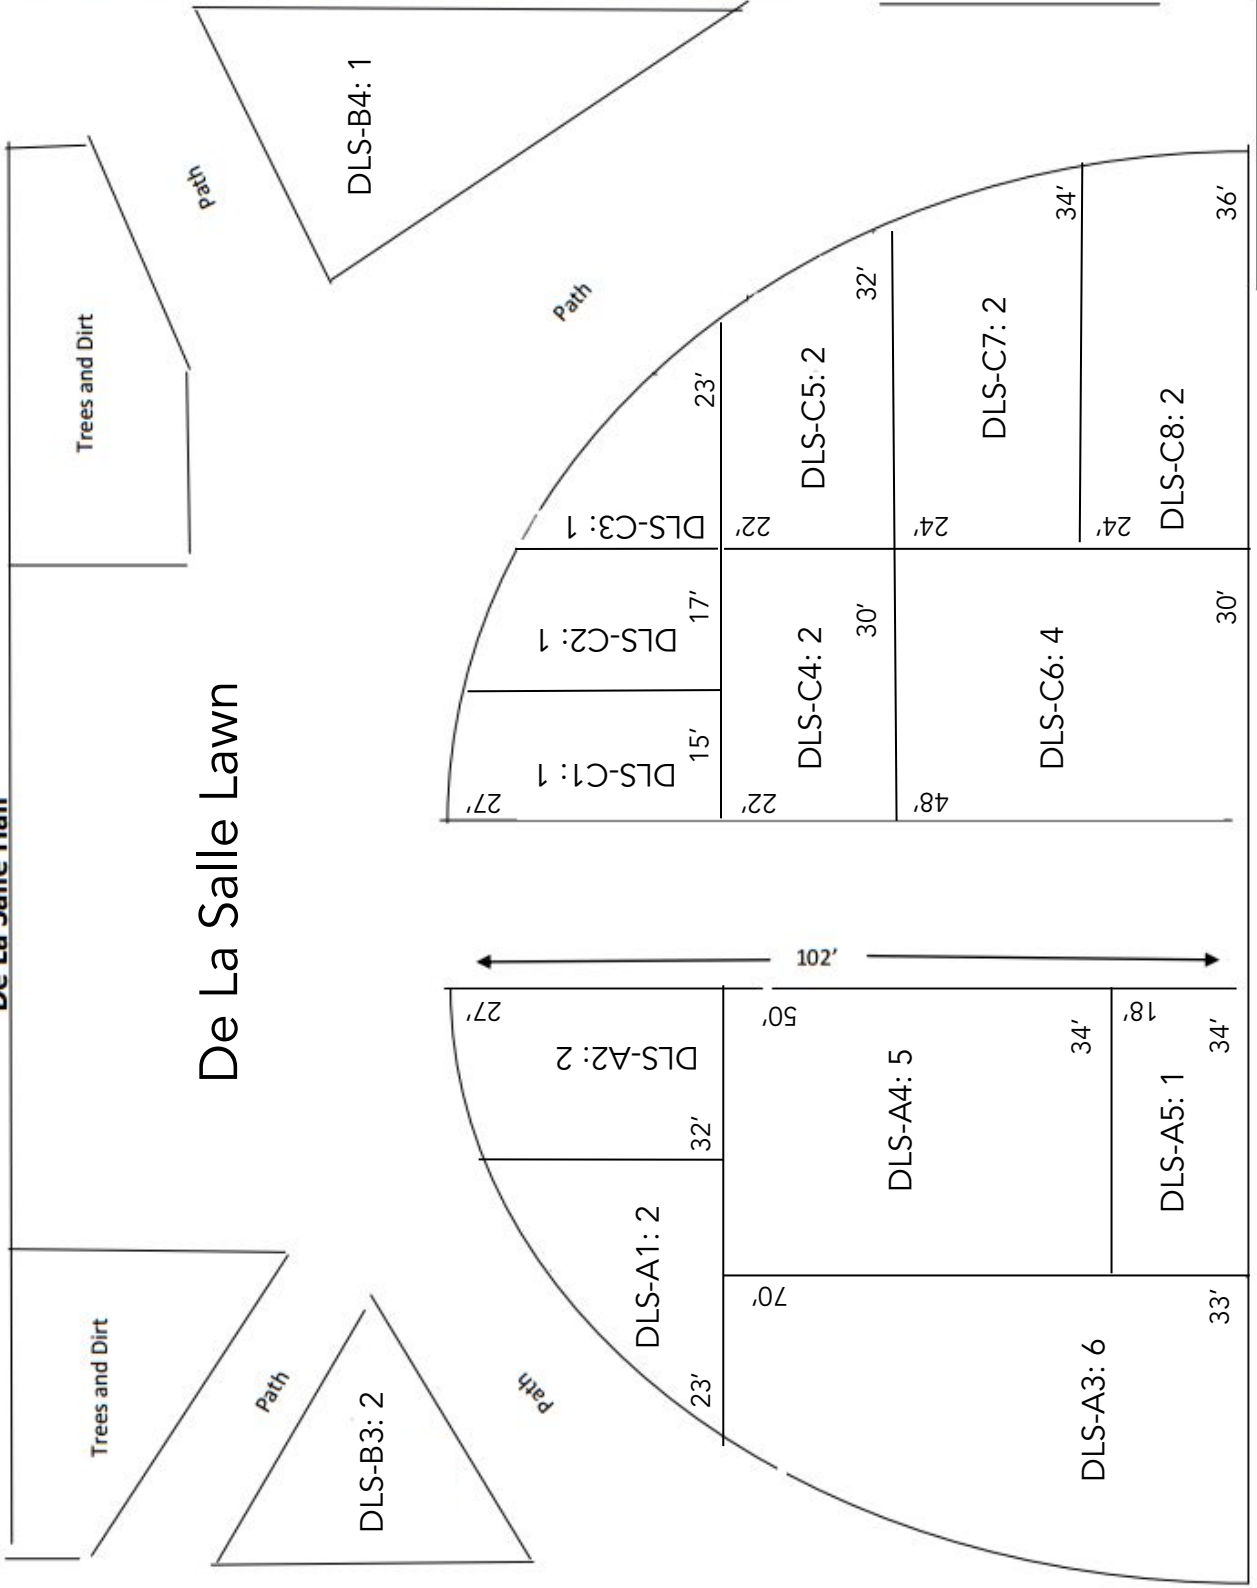 De La Salle Hall
De La Salle Lawn
Trees and Dirt
Trees and Dirt
Path
Path
Path
Path
DLS-B3: 2
DLS-B4: 1
DLS-A1: 2
23'
32'
DLS-A2: 2
27'
DLS-A3: 6
70'
33'
DLS-A4: 5
50'
34'
DLS-A5: 1
18'
34'
102'
DLS-C1: 1
27'
15'
DLS-C2: 1
17'
DLS-C3: 1
23'
DLS-C4: 2
22'
30'
DLS-C5: 2
22'
32'
DLS-C6: 4
48'
30'
DLS-C7: 2
24'
34'
DLS-C8: 2
24'
36'